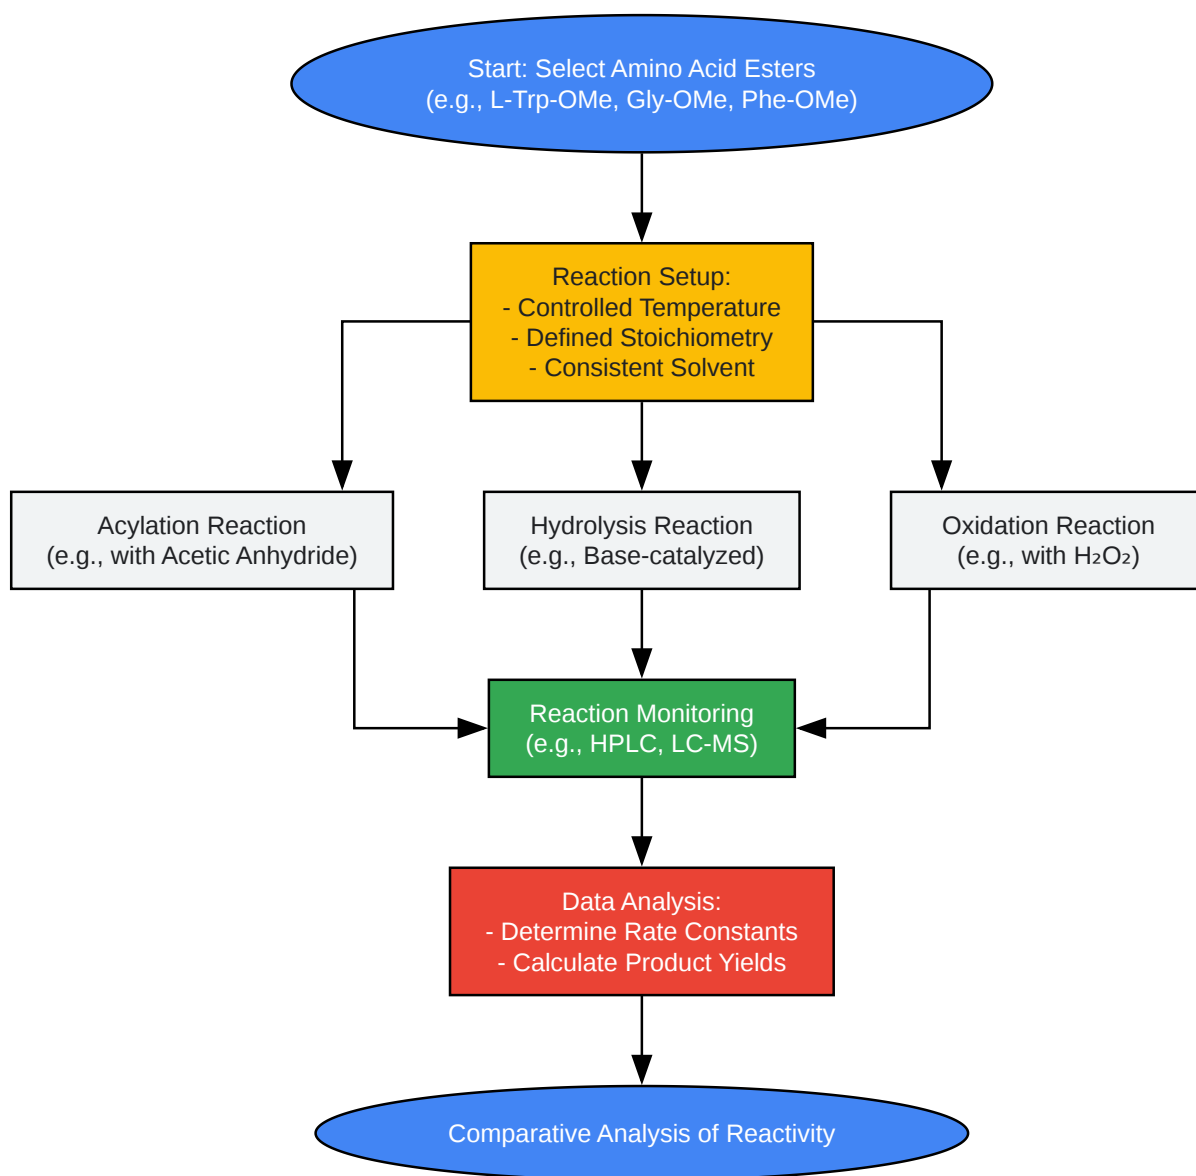 Start: Select Amino Acid Esters
(e.g., L-Trp-OMe, Gly-OMe, Phe-OMe)
Reaction Setup:
- Controlled Temperature
- Defined Stoichiometry
- Consistent Solvent
Acylation Reaction
(e.g., with Acetic Anhydride)
Hydrolysis Reaction
(e.g., Base-catalyzed)
Oxidation Reaction
(e.g., with H₂O₂)
Reaction Monitoring
(e.g., HPLC, LC-MS)
Data Analysis:
- Determine Rate Constants
- Calculate Product Yields
Comparative Analysis of Reactivity